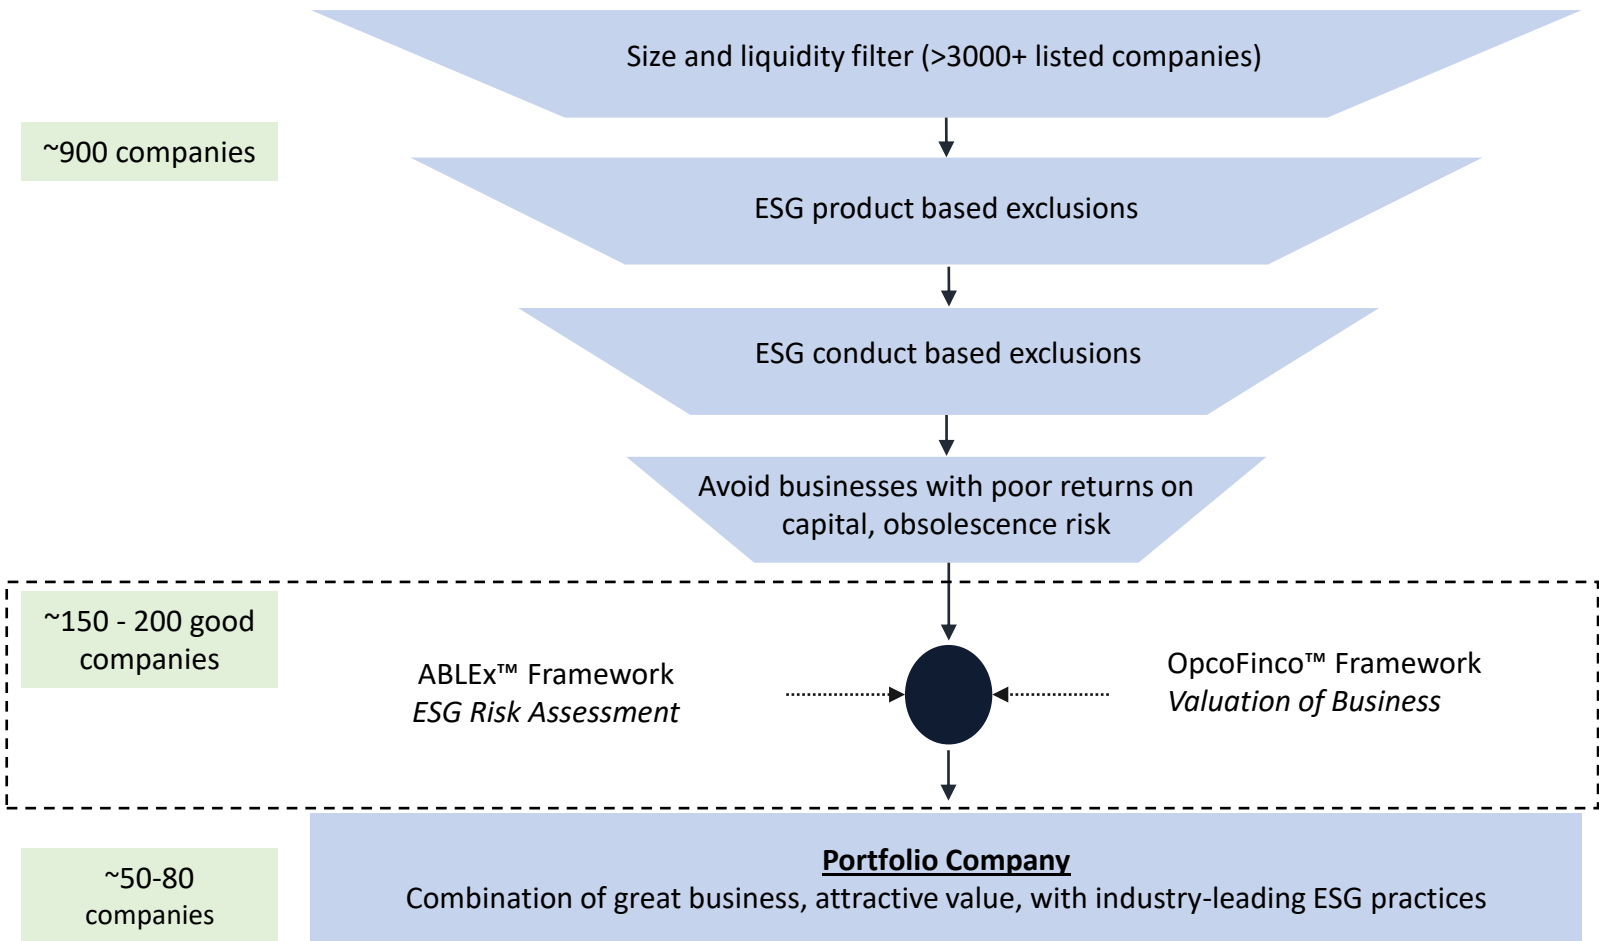 Size and liquidity filter (>3000+ listed companies)
~900 companies
ESG product based exclusions
ESG conduct based exclusions
Avoid businesses with poor returns on
capital, obsolescence risk
~150 - 200 good
companies
ABLEx™ Framework
ESG Risk Assessment
OpcoFinco™ Framework
Valuation of Business
~50-80
companies
Portfolio Company
Combination of great business, attractive value, with industry-leading ESG practices